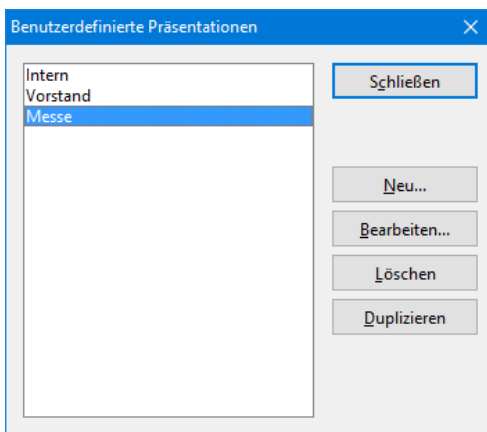 Benutzerdefinierte Präsentationen
Intern
Vorstand
Messe
Schließen
Neu...
Bearbeiten...
Löschen
Duplizieren